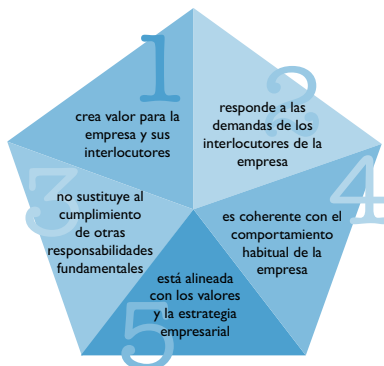 1
crea valor para la
empresa y sus
interlocutores
2
responde a las
demandas de los
interlocutores de la
empresa
3
no sustituye al
cumplimiento
de otras
responsabilidades
fundamentales
4
es coherente con el
comportamiento
habitual de la
empresa
5
está alineada
con los valores
y la estrategia
empresarial